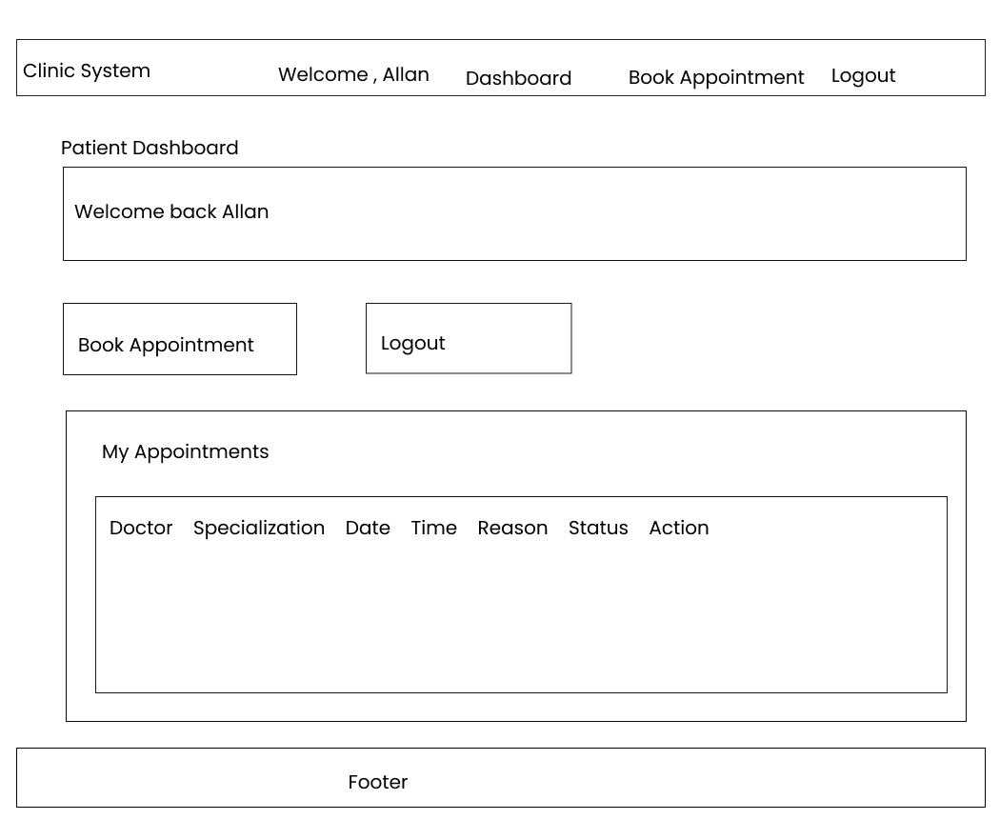 Clinic System Welcome , Allan Dashboard Book Appointment Logout
Patient Dashboard
Welcome back Allan
Book Appointment Logout
My Appointments
Doctor Specialization Date Time Reason Status Action
Footer